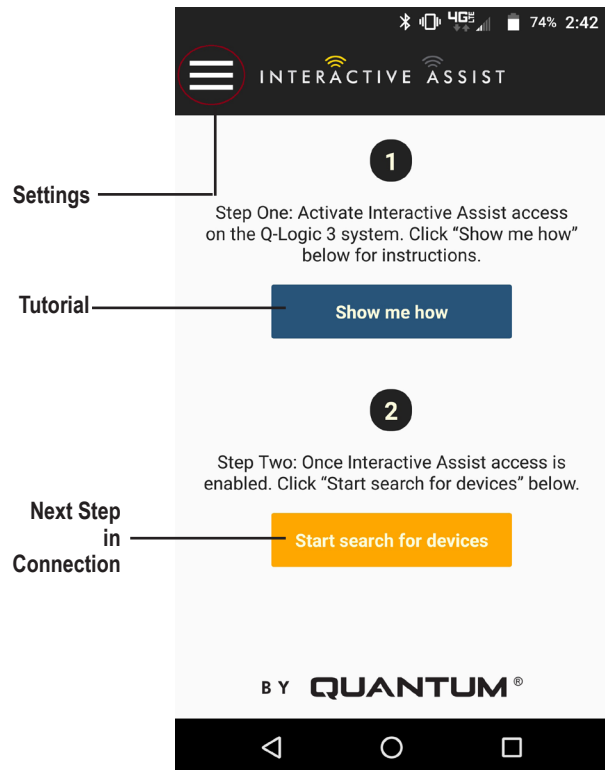 4G LTE 74% 2:42
INTERACTIVE ASSIST
1
Settings
Step One: Activate Interactive Assist access
on the Q-Logic 3 system. Click “Show me how”
below for instructions.
Tutorial
Show me how
2
Step Two: Once Interactive Assist access is
enabled. Click “Start search for devices” below.
Next Step
in
Connection
Start search for devices
BY QUANTUM®